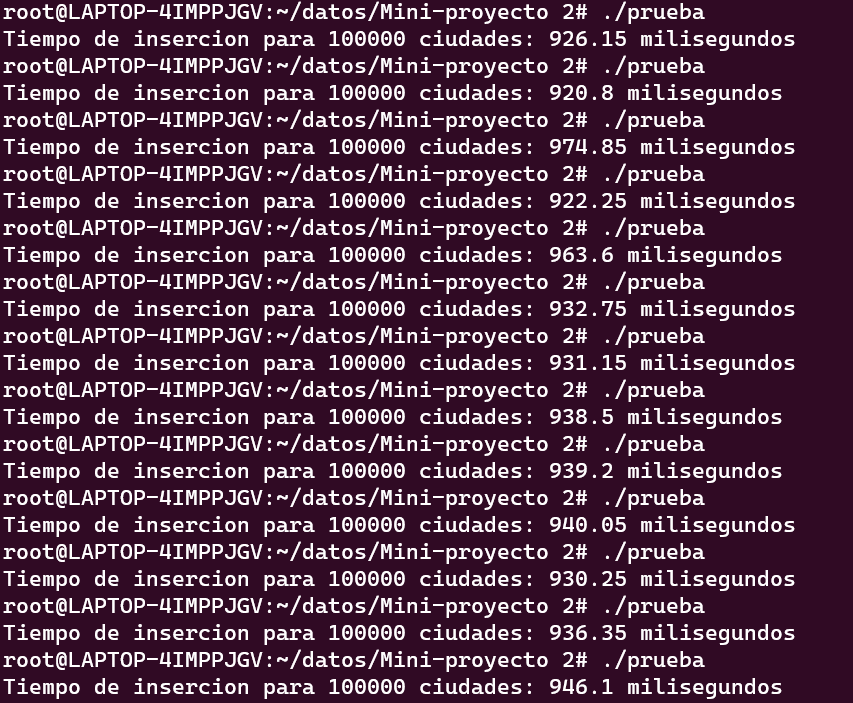 root@LAPTOP-4IMPPJGV:~/datos/Mini-proyecto 2# ./prueba
Tiempo de insercion para 100000 ciudades: 926.15 milisegundos
root@LAPTOP-4IMPPJGV:~/datos/Mini-proyecto 2# ./prueba
Tiempo de insercion para 100000 ciudades: 920.8 milisegundos
root@LAPTOP-4IMPPJGV:~/datos/Mini-proyecto 2# ./prueba
Tiempo de insercion para 100000 ciudades: 974.85 milisegundos
root@LAPTOP-4IMPPJGV:~/datos/Mini-proyecto 2# ./prueba
Tiempo de insercion para 100000 ciudades: 922.25 milisegundos
root@LAPTOP-4IMPPJGV:~/datos/Mini-proyecto 2# ./prueba
Tiempo de insercion para 100000 ciudades: 963.6 milisegundos
root@LAPTOP-4IMPPJGV:~/datos/Mini-proyecto 2# ./prueba
Tiempo de insercion para 100000 ciudades: 932.75 milisegundos
root@LAPTOP-4IMPPJGV:~/datos/Mini-proyecto 2# ./prueba
Tiempo de insercion para 100000 ciudades: 931.15 milisegundos
root@LAPTOP-4IMPPJGV:~/datos/Mini-proyecto 2# ./prueba
Tiempo de insercion para 100000 ciudades: 938.5 milisegundos
root@LAPTOP-4IMPPJGV:~/datos/Mini-proyecto 2# ./prueba
Tiempo de insercion para 100000 ciudades: 939.2 milisegundos
root@LAPTOP-4IMPPJGV:~/datos/Mini-proyecto 2# ./prueba
Tiempo de insercion para 100000 ciudades: 940.05 milisegundos
root@LAPTOP-4IMPPJGV:~/datos/Mini-proyecto 2# ./prueba
Tiempo de insercion para 100000 ciudades: 930.25 milisegundos
root@LAPTOP-4IMPPJGV:~/datos/Mini-proyecto 2# ./prueba
Tiempo de insercion para 100000 ciudades: 936.35 milisegundos
root@LAPTOP-4IMPPJGV:~/datos/Mini-proyecto 2# ./prueba
Tiempo de insercion para 100000 ciudades: 946.1 milisegundos